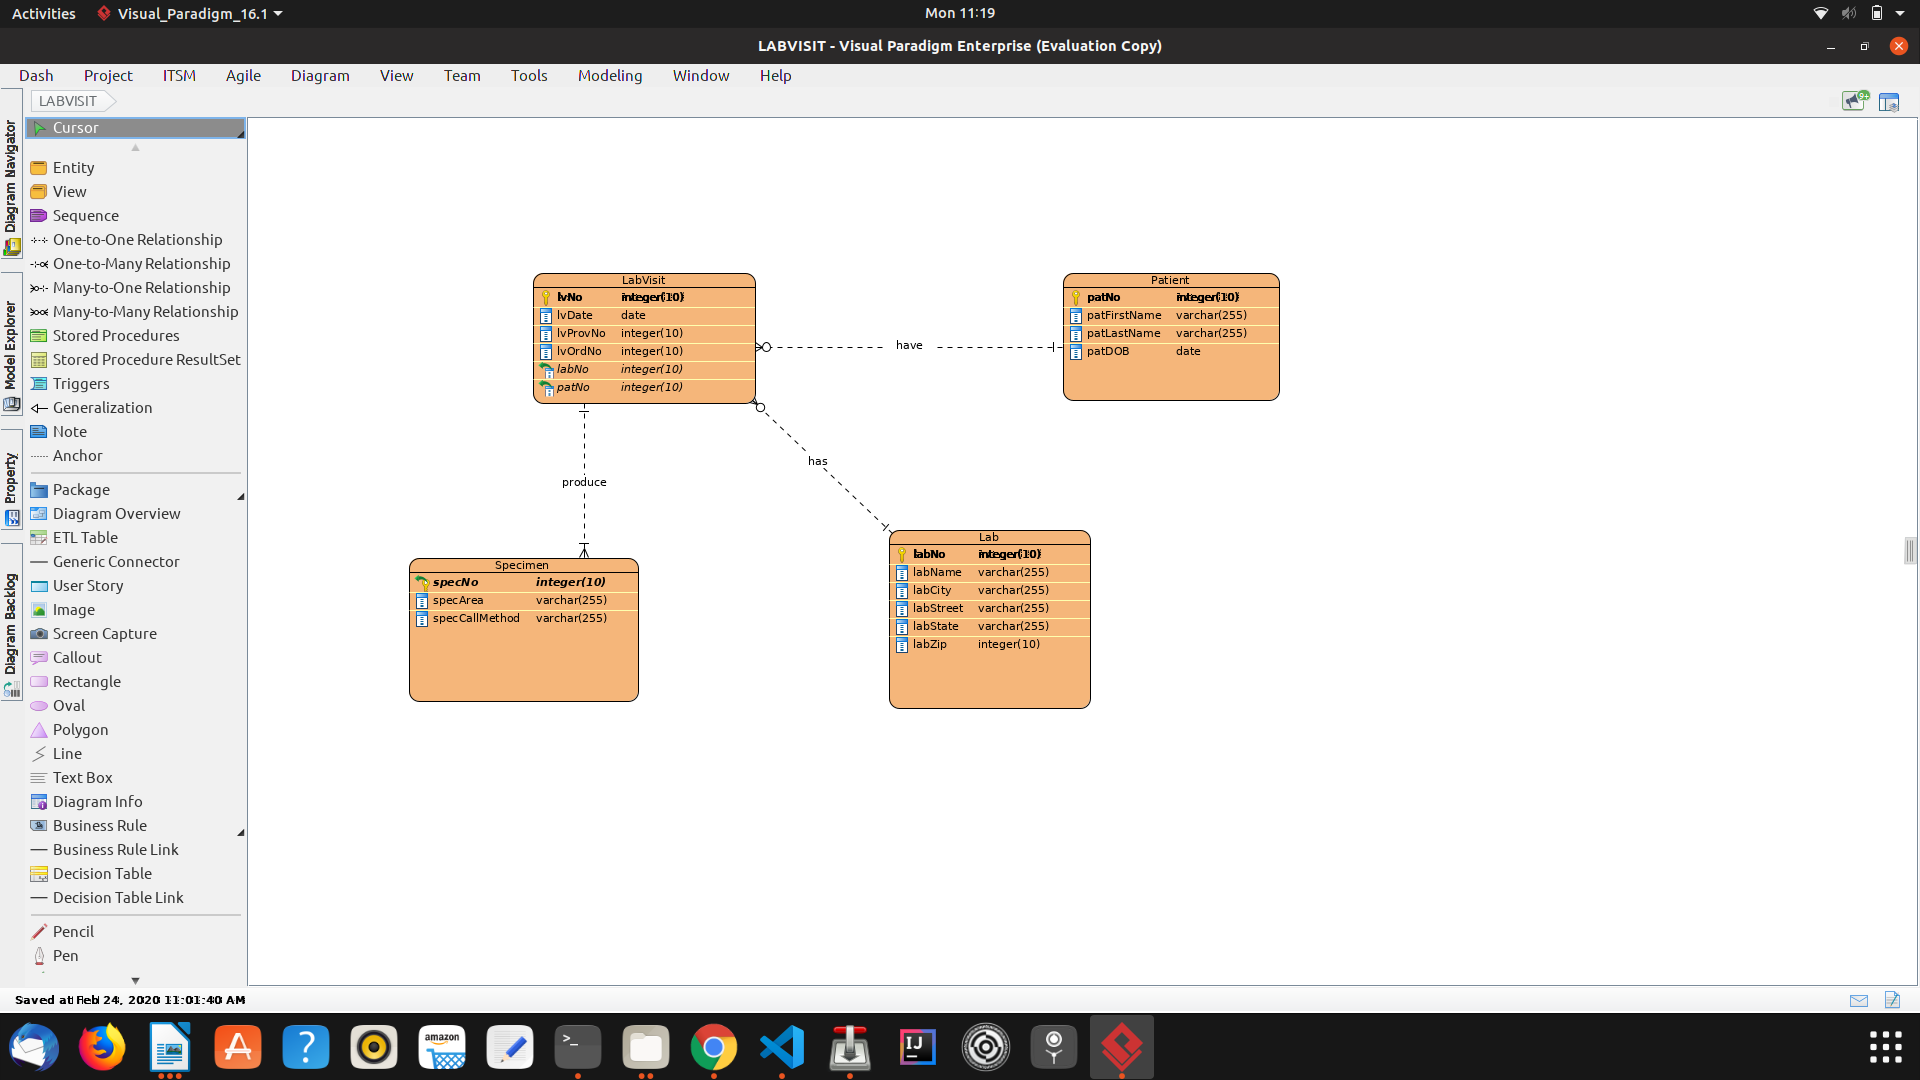 Activities
Visual_Paradigm_16.1
Mon 11:19
LABVISIT - Visual Paradigm Enterprise (Evaluation Copy)
Dash Project ITSM Agile Diagram View Team Tools Modeling Window Help
LABVISIT
9+
Diagram Navigator
Model Explorer
Property
Diagram Backlog
Cursor
Entity
View
Sequence
One-to-One Relationship
One-to-Many Relationship
Many-to-One Relationship
Many-to-Many Relationship
Stored Procedures
Stored Procedure ResultSet
Triggers
Generalization
Note
Anchor
Package
Diagram Overview
ETL Table
Generic Connector
User Story
Image
Screen Capture
Callout
Rectangle
Oval
Polygon
Line
Text Box
Diagram Info
Business Rule
Business Rule Link
Decision Table
Decision Table Link
Pencil
Pen
LabVisit
lvNo integer(10)
lvDate date
lvProvNo integer(10)
lvOrdNo integer(10)
labNo integer(10)
patNo integer(10)
have
Patient
patNo integer(10)
patFirstName varchar(255)
patLastName varchar(255)
patDOB date
has
produce
Specimen
specNo integer(10)
specArea varchar(255)
specCallMethod varchar(255)
Lab
labNo integer(10)
labName varchar(255)
labCity varchar(255)
labStreet varchar(255)
labState varchar(255)
labZip integer(10)
Saved at Feb 24, 2020 11:01:40 AM
amazon
>_
IJ